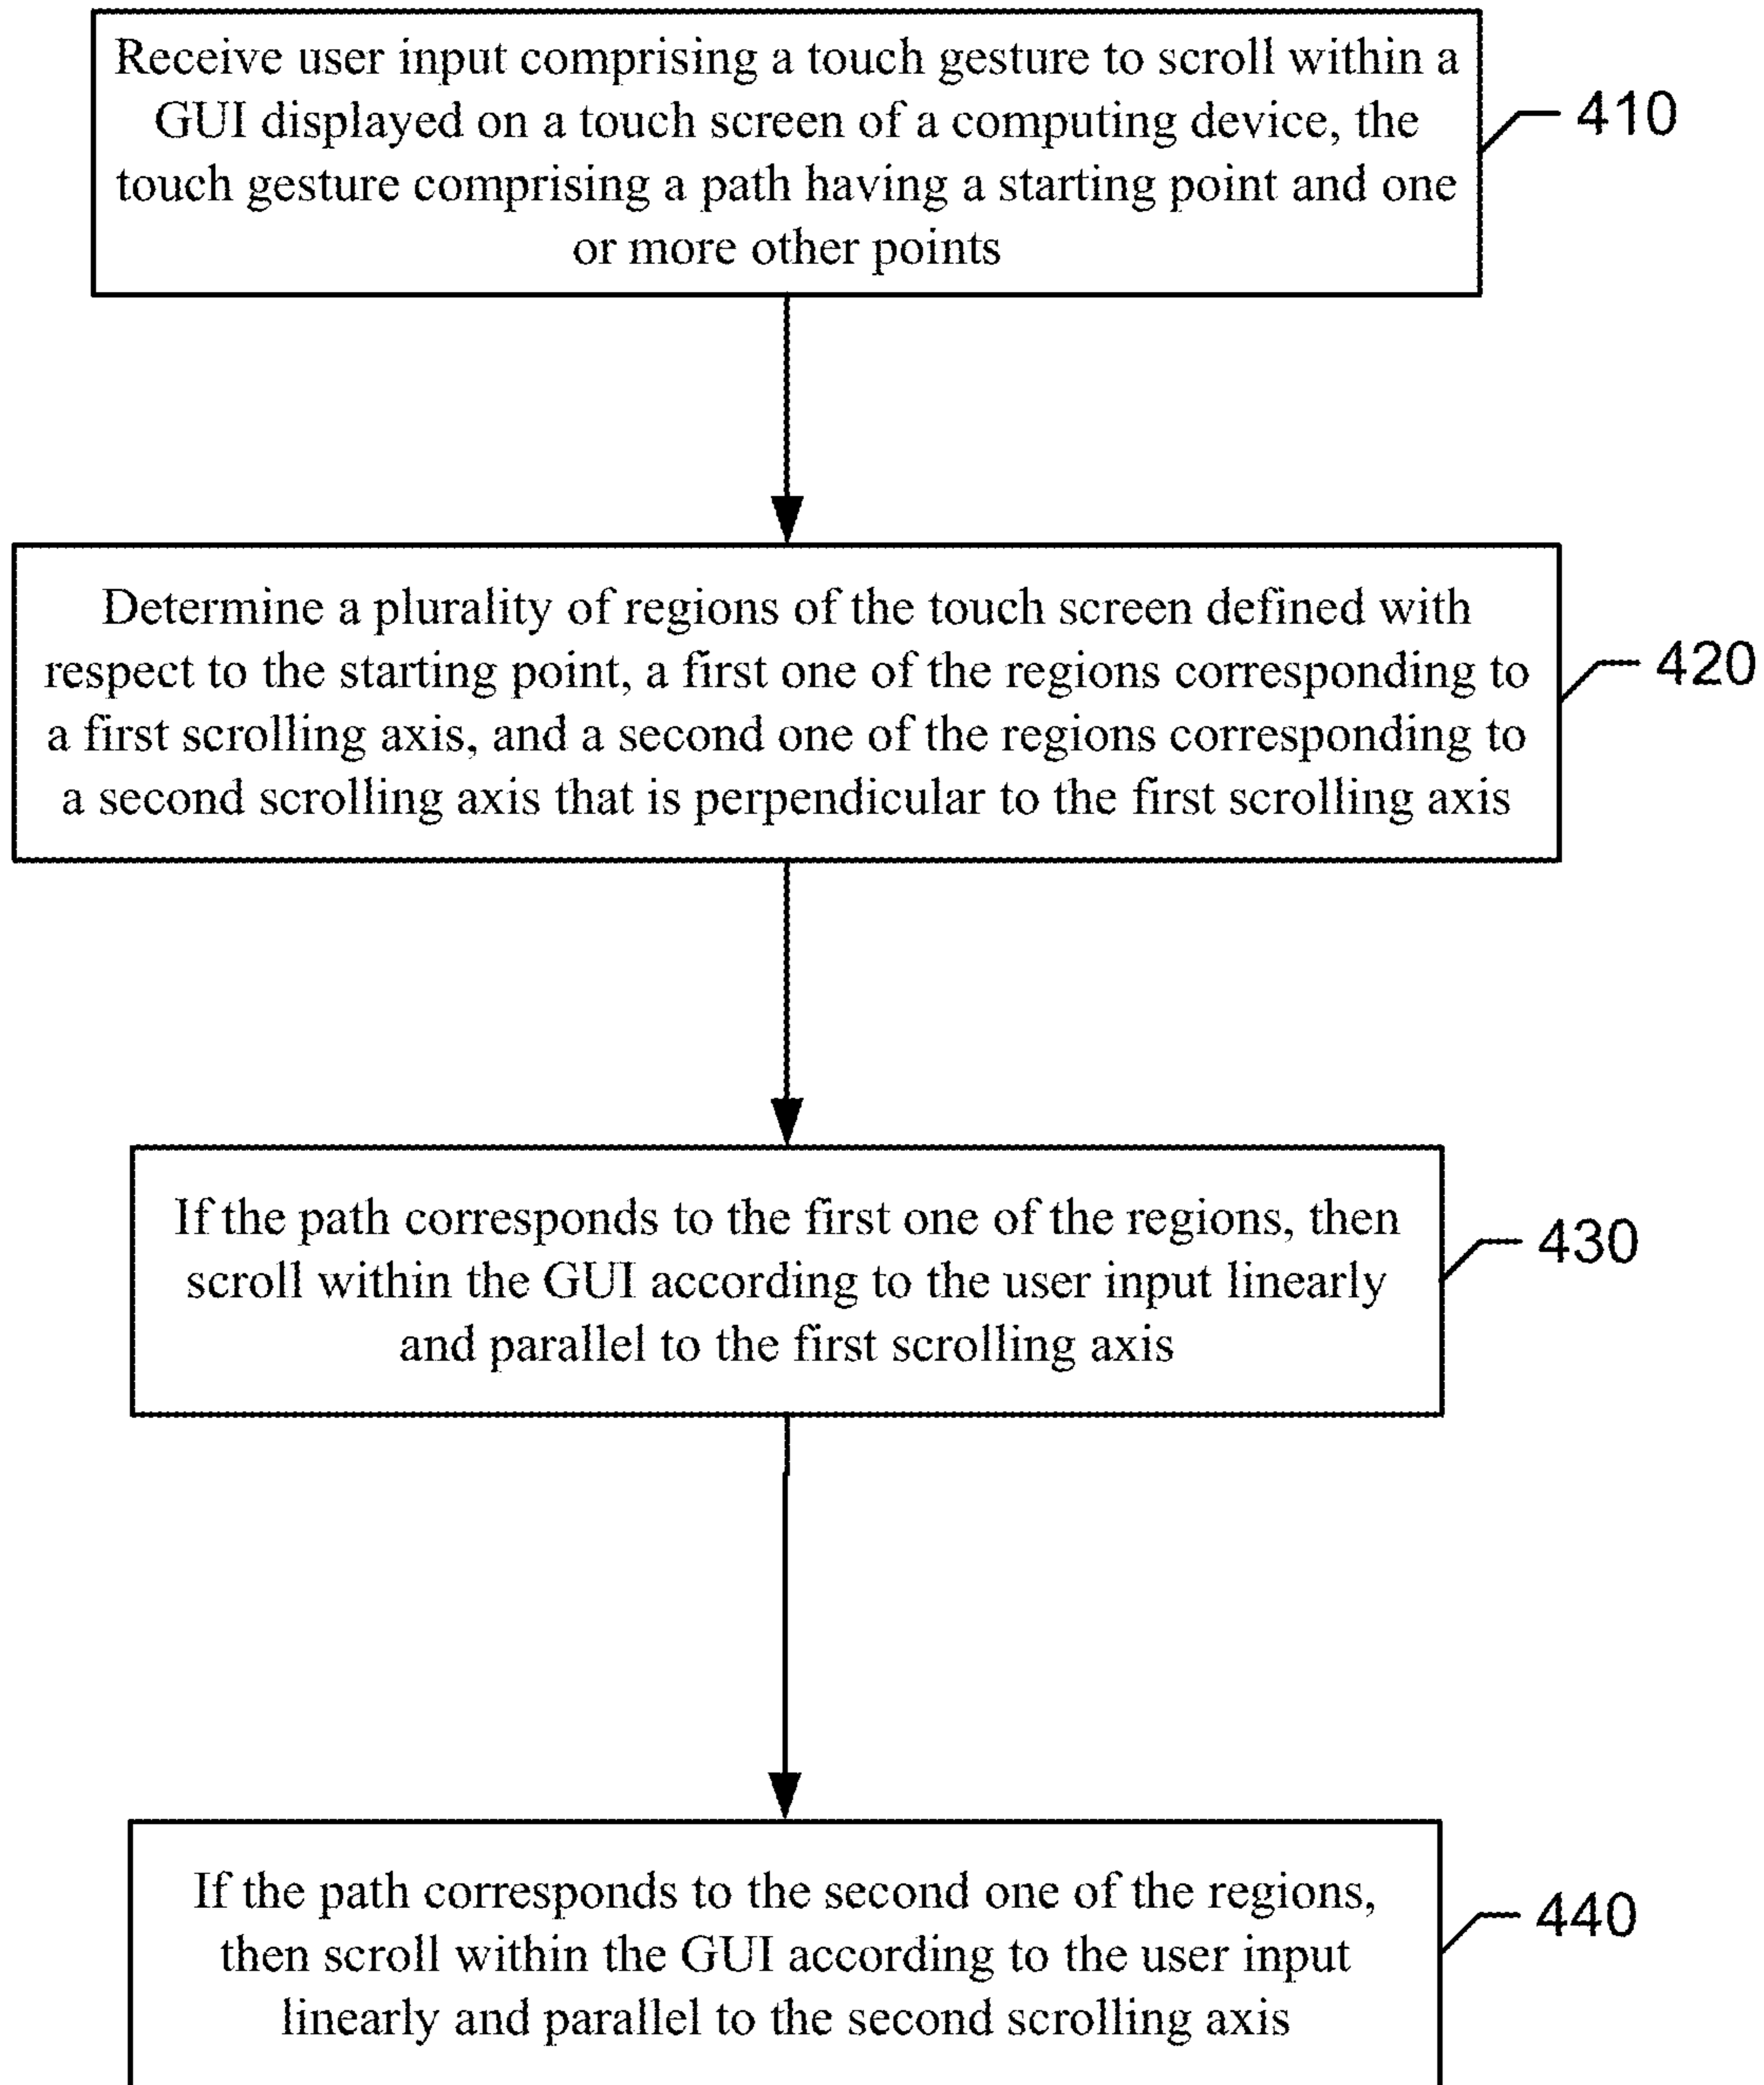 Receive user input comprising a touch gesture to scroll within a
GUI displayed on a touch screen of a computing device, the
touch gesture comprising a path having a starting point and one
or more other points
410
Determine a plurality of regions of the touch screen defined with
respect to the starting point, a first one of the regions corresponding to
a first scrolling axis, and a second one of the regions corresponding to
a second scrolling axis that is perpendicular to the first scrolling axis
420
If the path corresponds to the first one of the regions, then
scroll within the GUI according to the user input linearly
and parallel to the first scrolling axis
430
If the path corresponds to the second one of the regions,
then scroll within the GUI according to the user input
linearly and parallel to the second scrolling axis
440